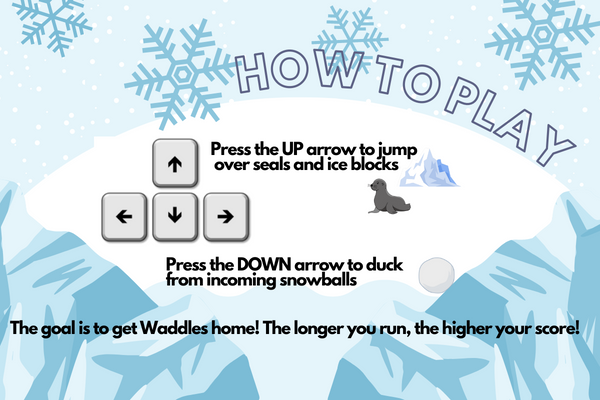 HOW TO PLAY
Press the UP arrow to jump
over seals and ice blocks
Press the DOWN arrow to duck
from incoming snowballs
The goal is to get Waddles home! The longer you run, the higher your score!